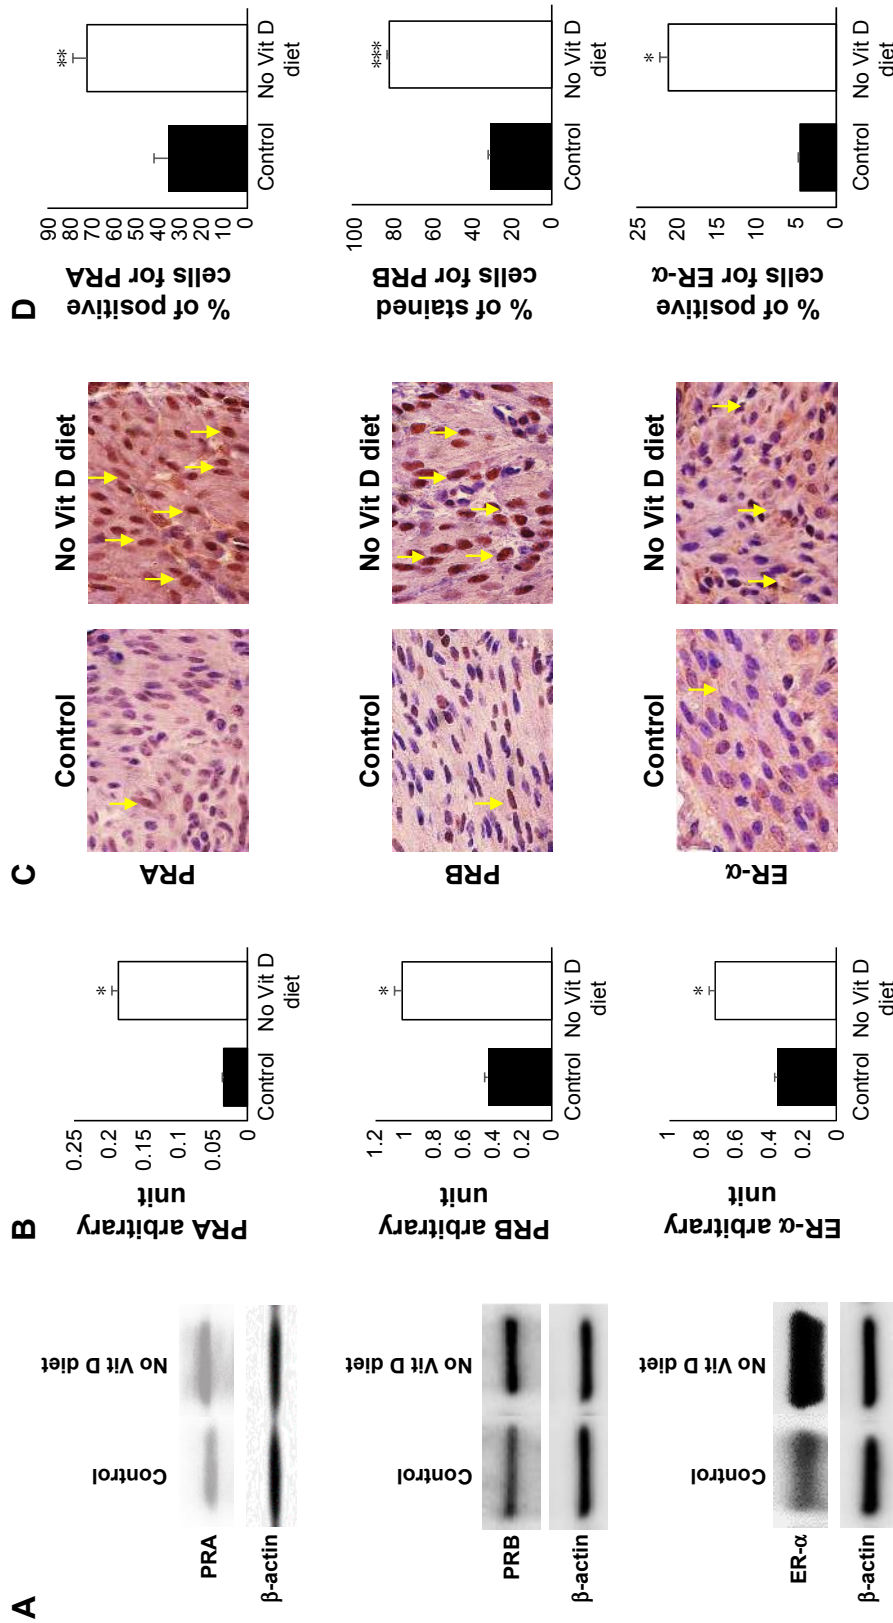 A
Control
No Vit D diet
PRA
β-actin
Control
No Vit D diet
PRB
β-actin
Control
No Vit D diet
ER-α
β-actin
B
PRA arbitrary
unit
0.25
0.2
0.15
0.1
0.05
0
*
Control
No Vit D
diet
PRB arbitrary
unit
1.2
1
0.8
0.6
0.4
0.2
0
*
Control
No Vit D
diet
ER-α arbitrary
unit
1
0.8
0.6
0.4
0.2
0
*
Control
No Vit D
diet
C
Control
No Vit D diet
PRA
Control
No Vit D diet
PRB
Control
No Vit D diet
ER-α
D
% of positive
cells for PRA
90
80
70
60
50
40
30
20
10
0
**
Control
No Vit D
diet
% of stained
cells for PRB
100
80
60
40
20
0
***
Control
No Vit D
diet
% of positive
cells for ER-α
25
20
15
10
5
0
*
Control
No Vit D
diet